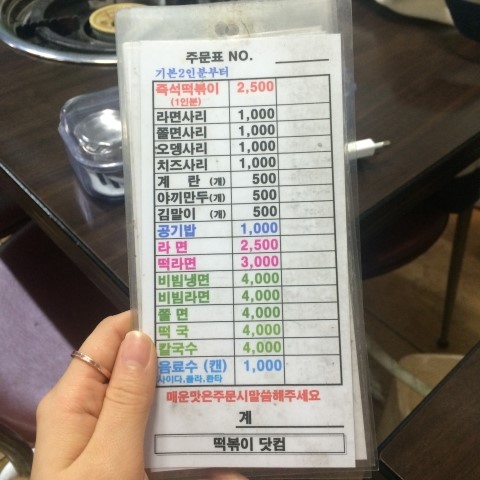 주문표 NO.
기본2인분부터
즉석떡볶이 2,500
(1인분)
라면사리 1,000
쫄면사리 1,000
오뎅사리 1,000
치즈사리 1,000
계 란 (개) 500
야끼만두(개) 500
김말이 (개) 500
공기밥 1,000
라 면 2,500
떡라면 3,000
비빔냉면 4,000
비빔라면 4,000
쫄 면 4,000
떡 국 4,000
칼국수 4,000
음료수 (캔) 1,000
사이다,콜라,환타
매운맛은주문시말씀해주세요
계
떡볶이 닷컴